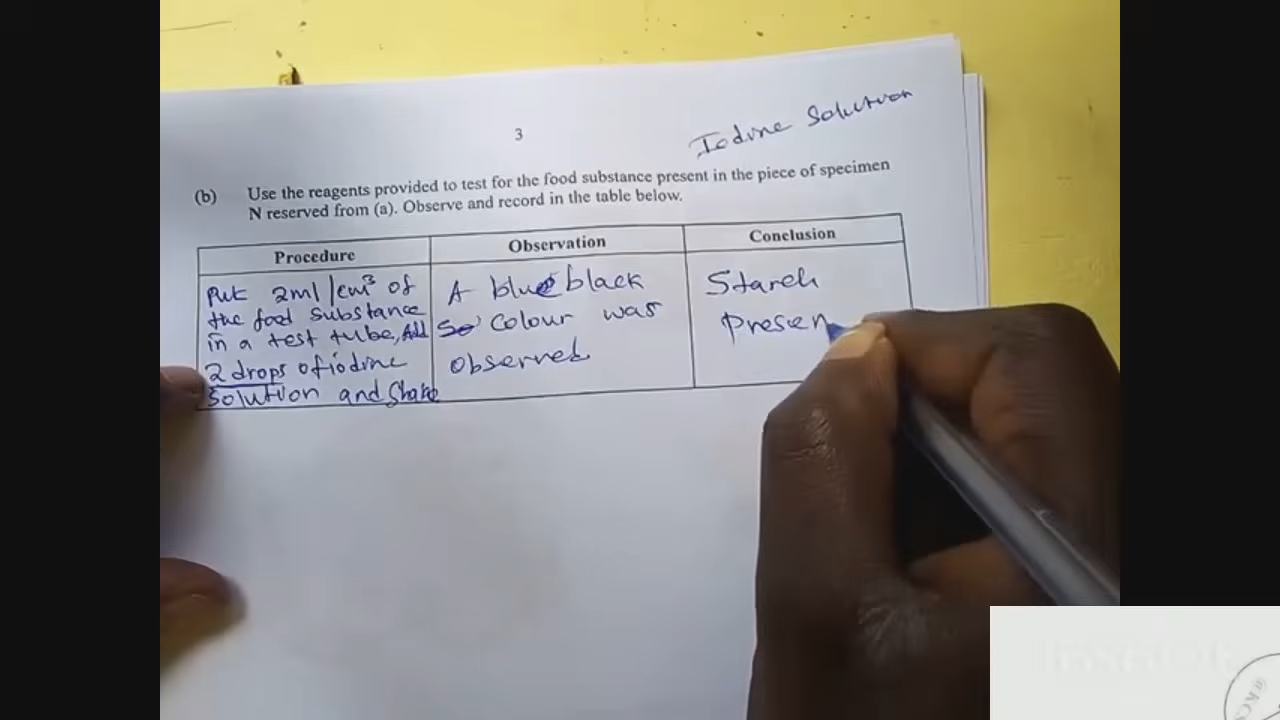 Iodine Solution
3
(b) Use the reagents provided to test for the food substance present in the piece of specimen
N reserved from (a). Observe and record in the table below.
Procedure
Observation
Conclusion
Put 2ml/cm³ of
the food substance
in a test tube, Add
2 drops of iodine
solution and Shake
A blue black
So colour was
Observed
Starch
Presen